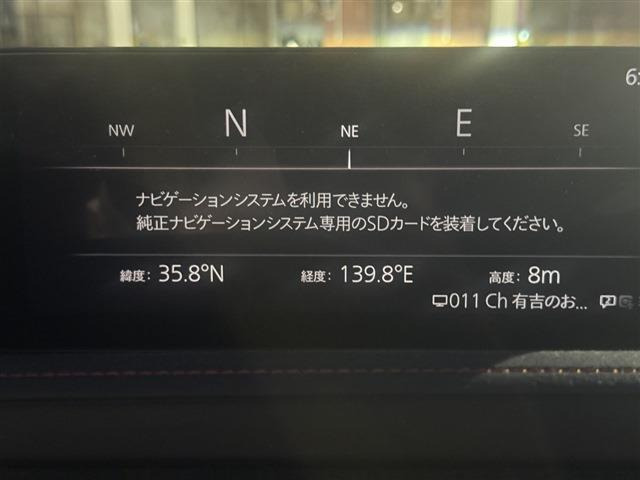 6:
NW N NE E SE
ナビゲーションシステムを利用できません。
純正ナビゲーションシステム専用のSDカードを装着してください。
緯度: 35.8°N 経度: 139.8°E 高度: 8m
011 Ch 有吉のお...